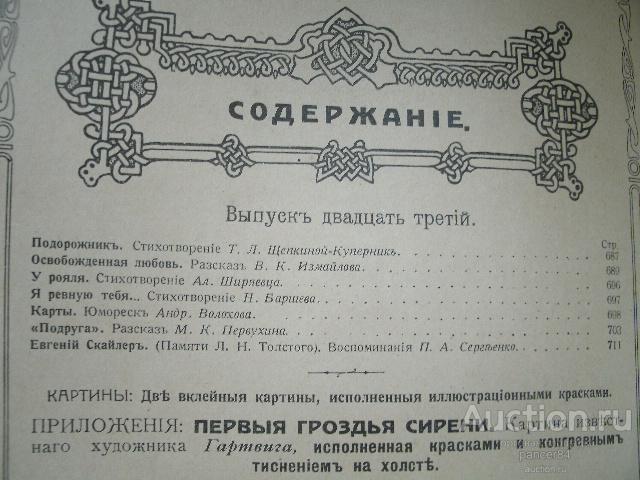 СОДЕРЖАНІЕ.
Выпускъ двадцать третій.
Стр.
Подорожникъ. Стихотвореніе Т. Л. Щепкиной-Куперникъ. 687
Освобожденная любовь. Разсказъ В. К. Измайлова. 689
У рояля. Стихотвореніе Ал. Ширяевца. 696
Я ревную тебя... Стихотвореніе Н. Баршева. 697
Карты. Юморескъ Андр. Волохова. 698
«Подруга». Разсказъ М. К. Первухина. 703
Евгеній Скайлеръ. (Памяти Л. Н. Толстого). Воспоминанія П. А. Сергѣенко. 711
КАРТИНЫ: Двѣ вклейныя картины, исполненныя иллюстраціонными красками.
ПРИЛОЖЕНІЯ: ПЕРВЫЯ ГРОЗДЬЯ СИРЕНИ. Картина извѣст-
наго художника Гартвига, исполненная красками и конгревнымъ
тисненіемъ на холстѣ.
Auction.ru
pancer84
auction.ru